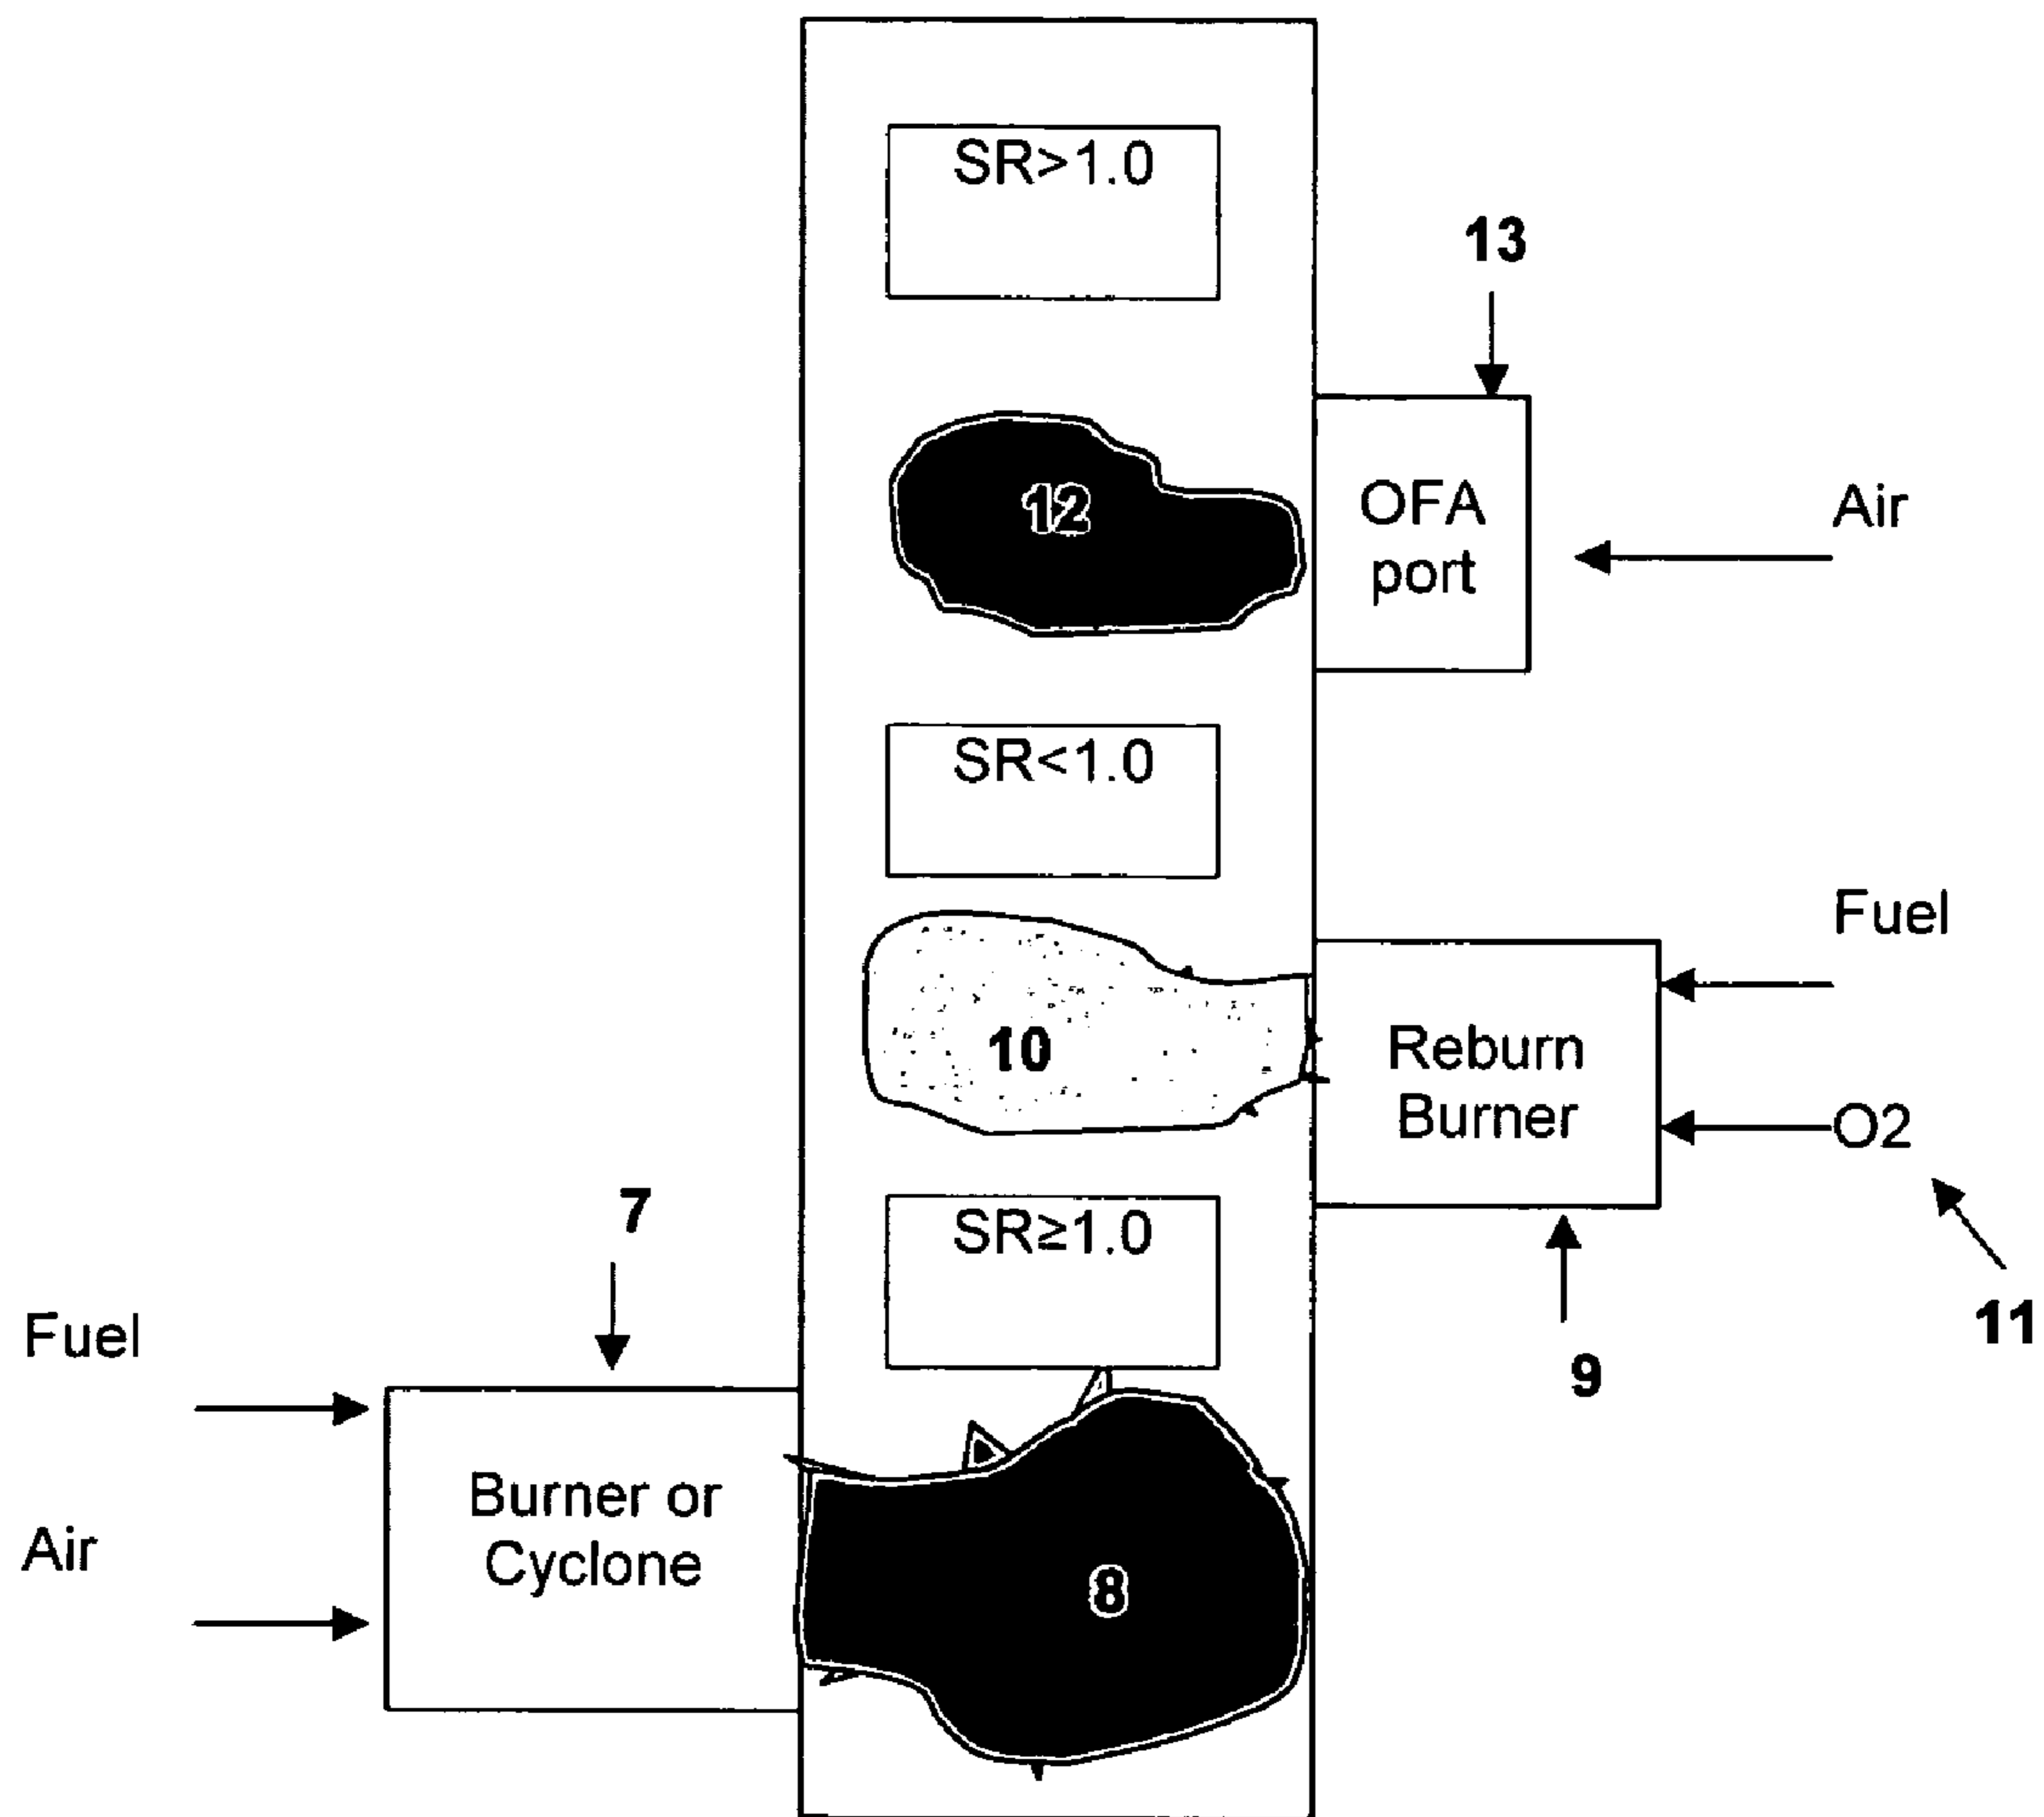 SR>1.0
13
12
OFA
port
Air
SR<1.0
Fuel
10
Reburn
Burner
O2
7
SR≥1.0
11
9
Fuel
Air
Burner or
Cyclone
8